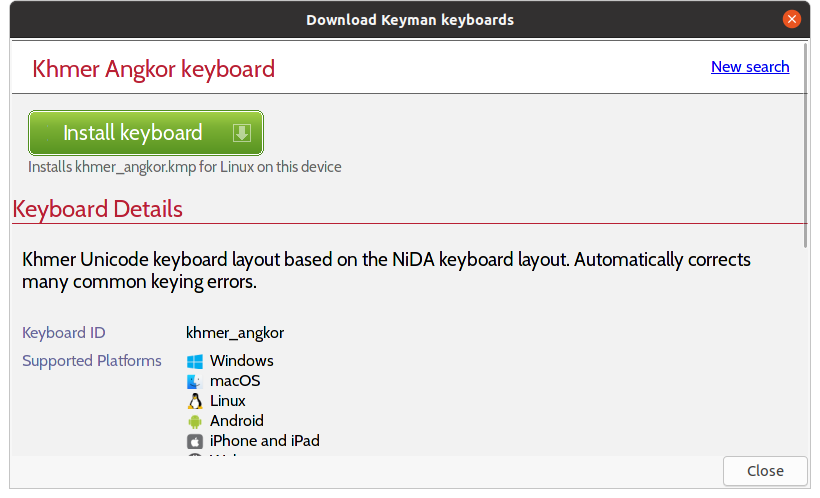 Download Keyman keyboards
Khmer Angkor keyboard
New search
Install keyboard
Installs khmer_angkor.kmp for Linux on this device
Keyboard Details
Khmer Unicode keyboard layout based on the NiDA keyboard layout. Automatically corrects
many common keying errors.
Keyboard ID khmer_angkor
Supported Platforms Windows
macOS
Linux
Android
iPhone and iPad
Close